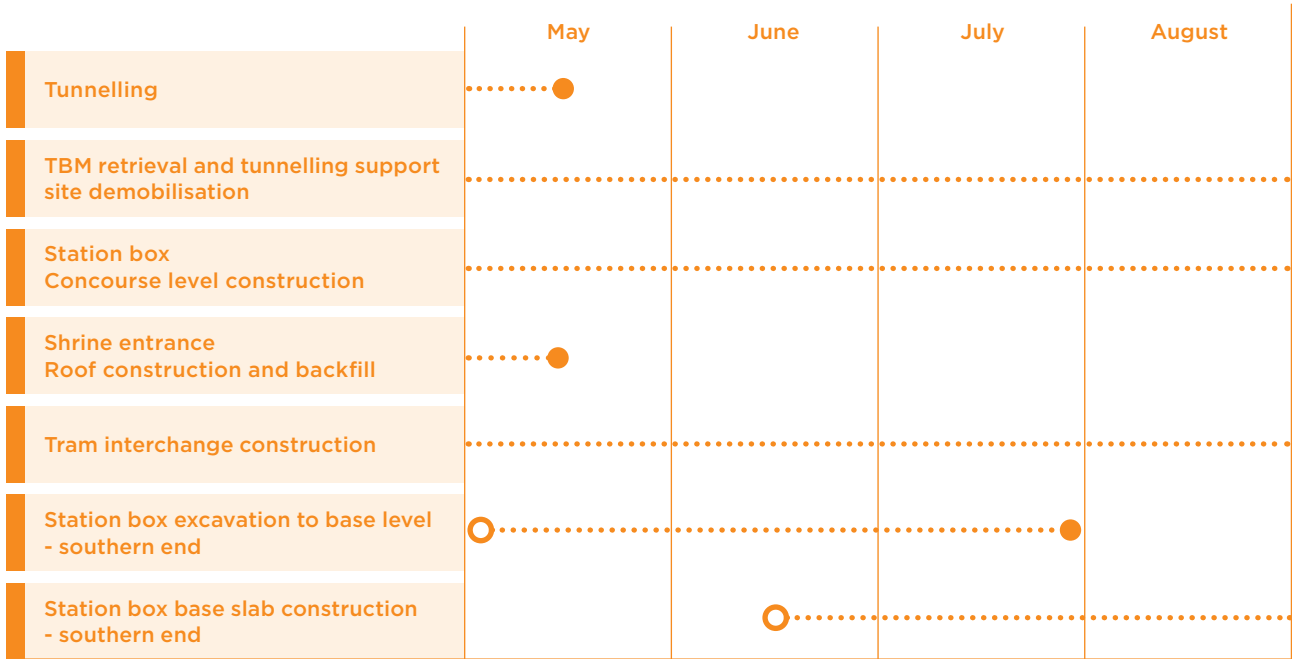 May June July August
Tunnelling
TBM retrieval and tunnelling support
site demobilisation
Station box
Concourse level construction
Shrine entrance
Roof construction and backfill
Tram interchange construction
Station box excavation to base level
- southern end
Station box base slab construction
- southern end